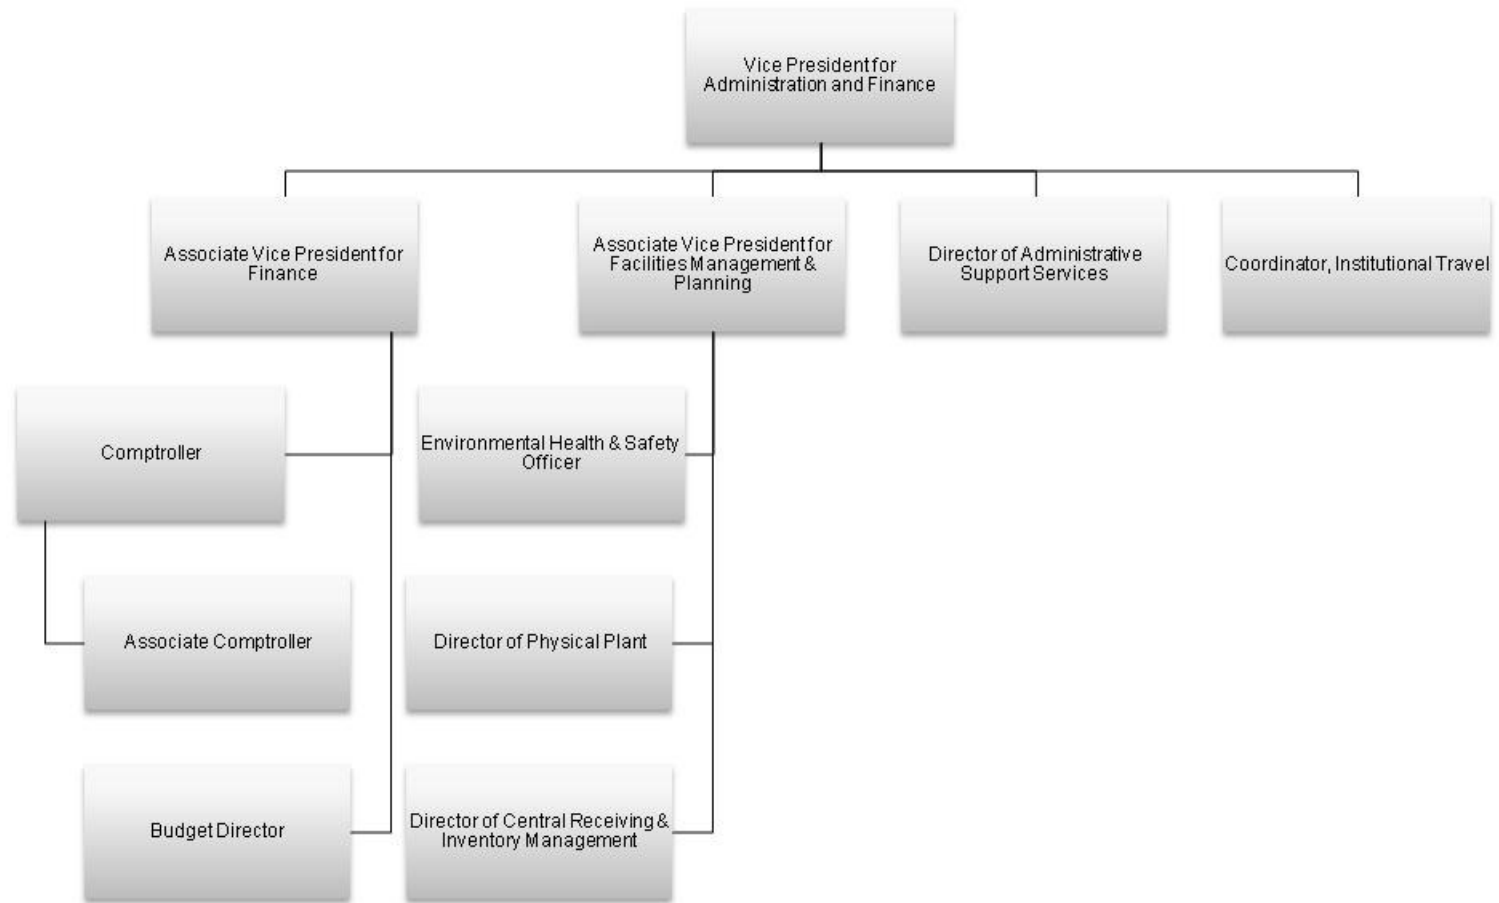 Vice President for
Administration and Finance
Associate Vice President for
Finance
Associate Vice President for
Facilities Management &
Planning
Director of Administrative
Support Services
Coordinator, Institutional Travel
Comptroller
Environmental Health & Safety
Officer
Associate Comptroller
Director of Physical Plant
Budget Director
Director of Central Receiving &
Inventory Management